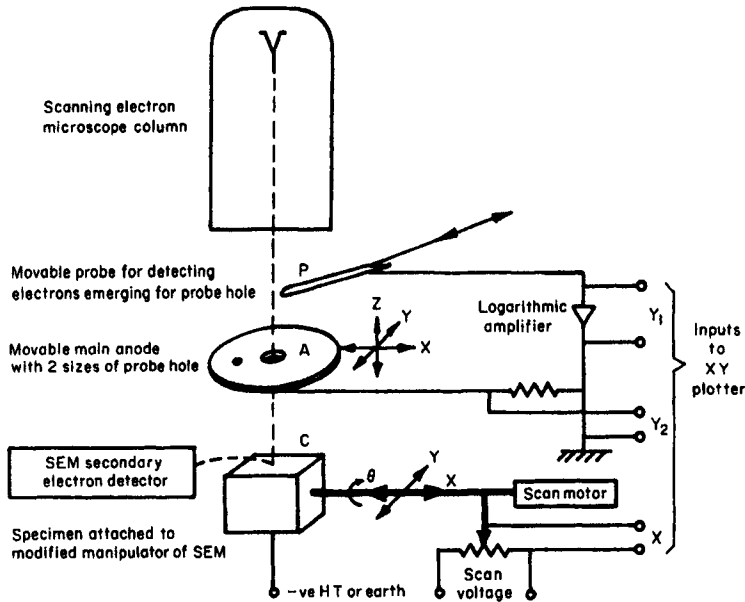 Scanning electron
microscope column
Movable probe for detecting
electrons emerging for probe hole
P
Logarithmic
amplifier
Y1
Inputs
to
XY
plotter
Movable main anode
with 2 sizes of probe hole
A
Z
Y
X
Y2
C
SEM secondary
electron detector
θ
Y
X
Scan motor
Specimen attached to
modified manipulator of SEM
X
-ve HT or earth
Scan
voltage